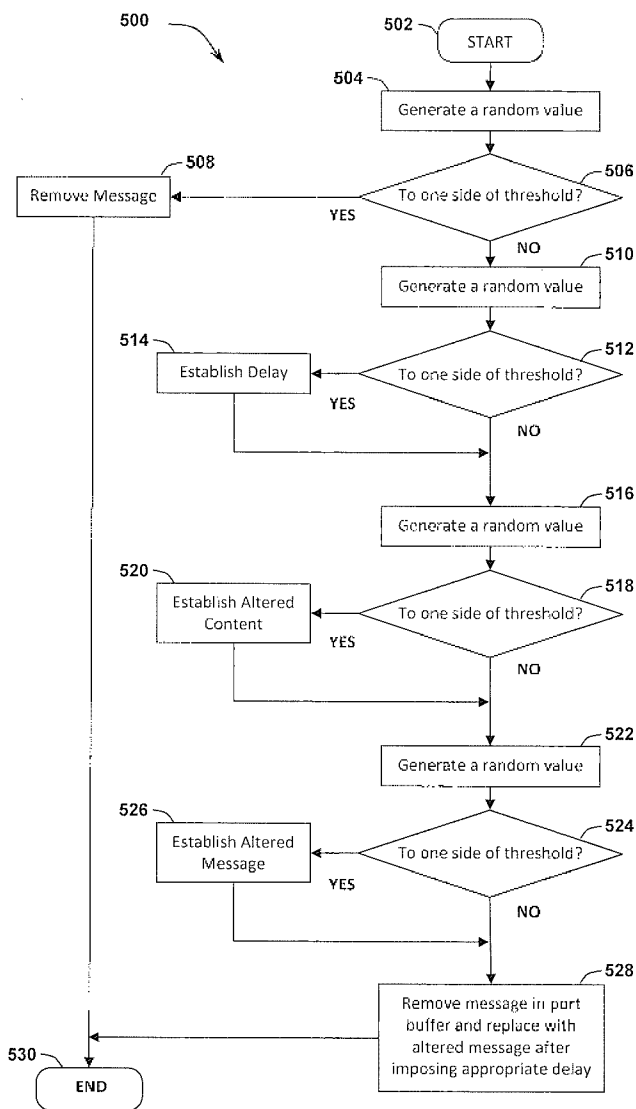 500
502
START
504
Generate a random value
508
506
Remove Message
To one side of threshold?
YES
NO
510
Generate a random value
514
512
Establish Delay
To one side of threshold?
YES
NO
516
Generate a random value
520
518
Establish Altered
Content
To one side of threshold?
YES
NO
522
Generate a random value
526
524
Establish Altered
Message
To one side of threshold?
YES
NO
528
Remove message in port
buffer and replace with
altered message after
imposing appropriate delay
530
END